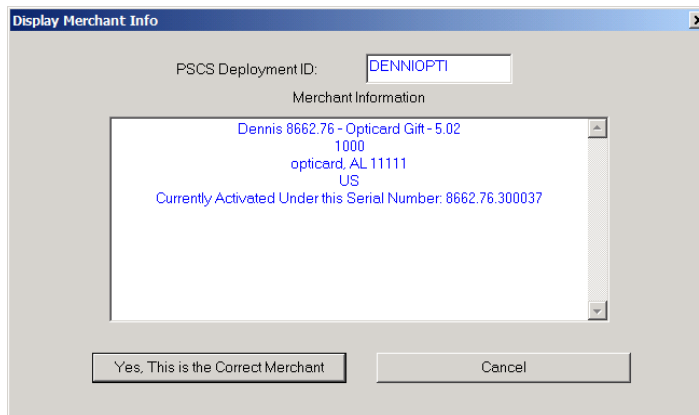 Display Merchant Info
PSCS Deployment ID: DENNIOPTI
Merchant Information
Dennis 8662.76 - Opticard Gift - 5.02
1000
opticard, AL 11111
US
Currently Activated Under this Serial Number: 8662.76.300037
Yes, This is the Correct Merchant
Cancel